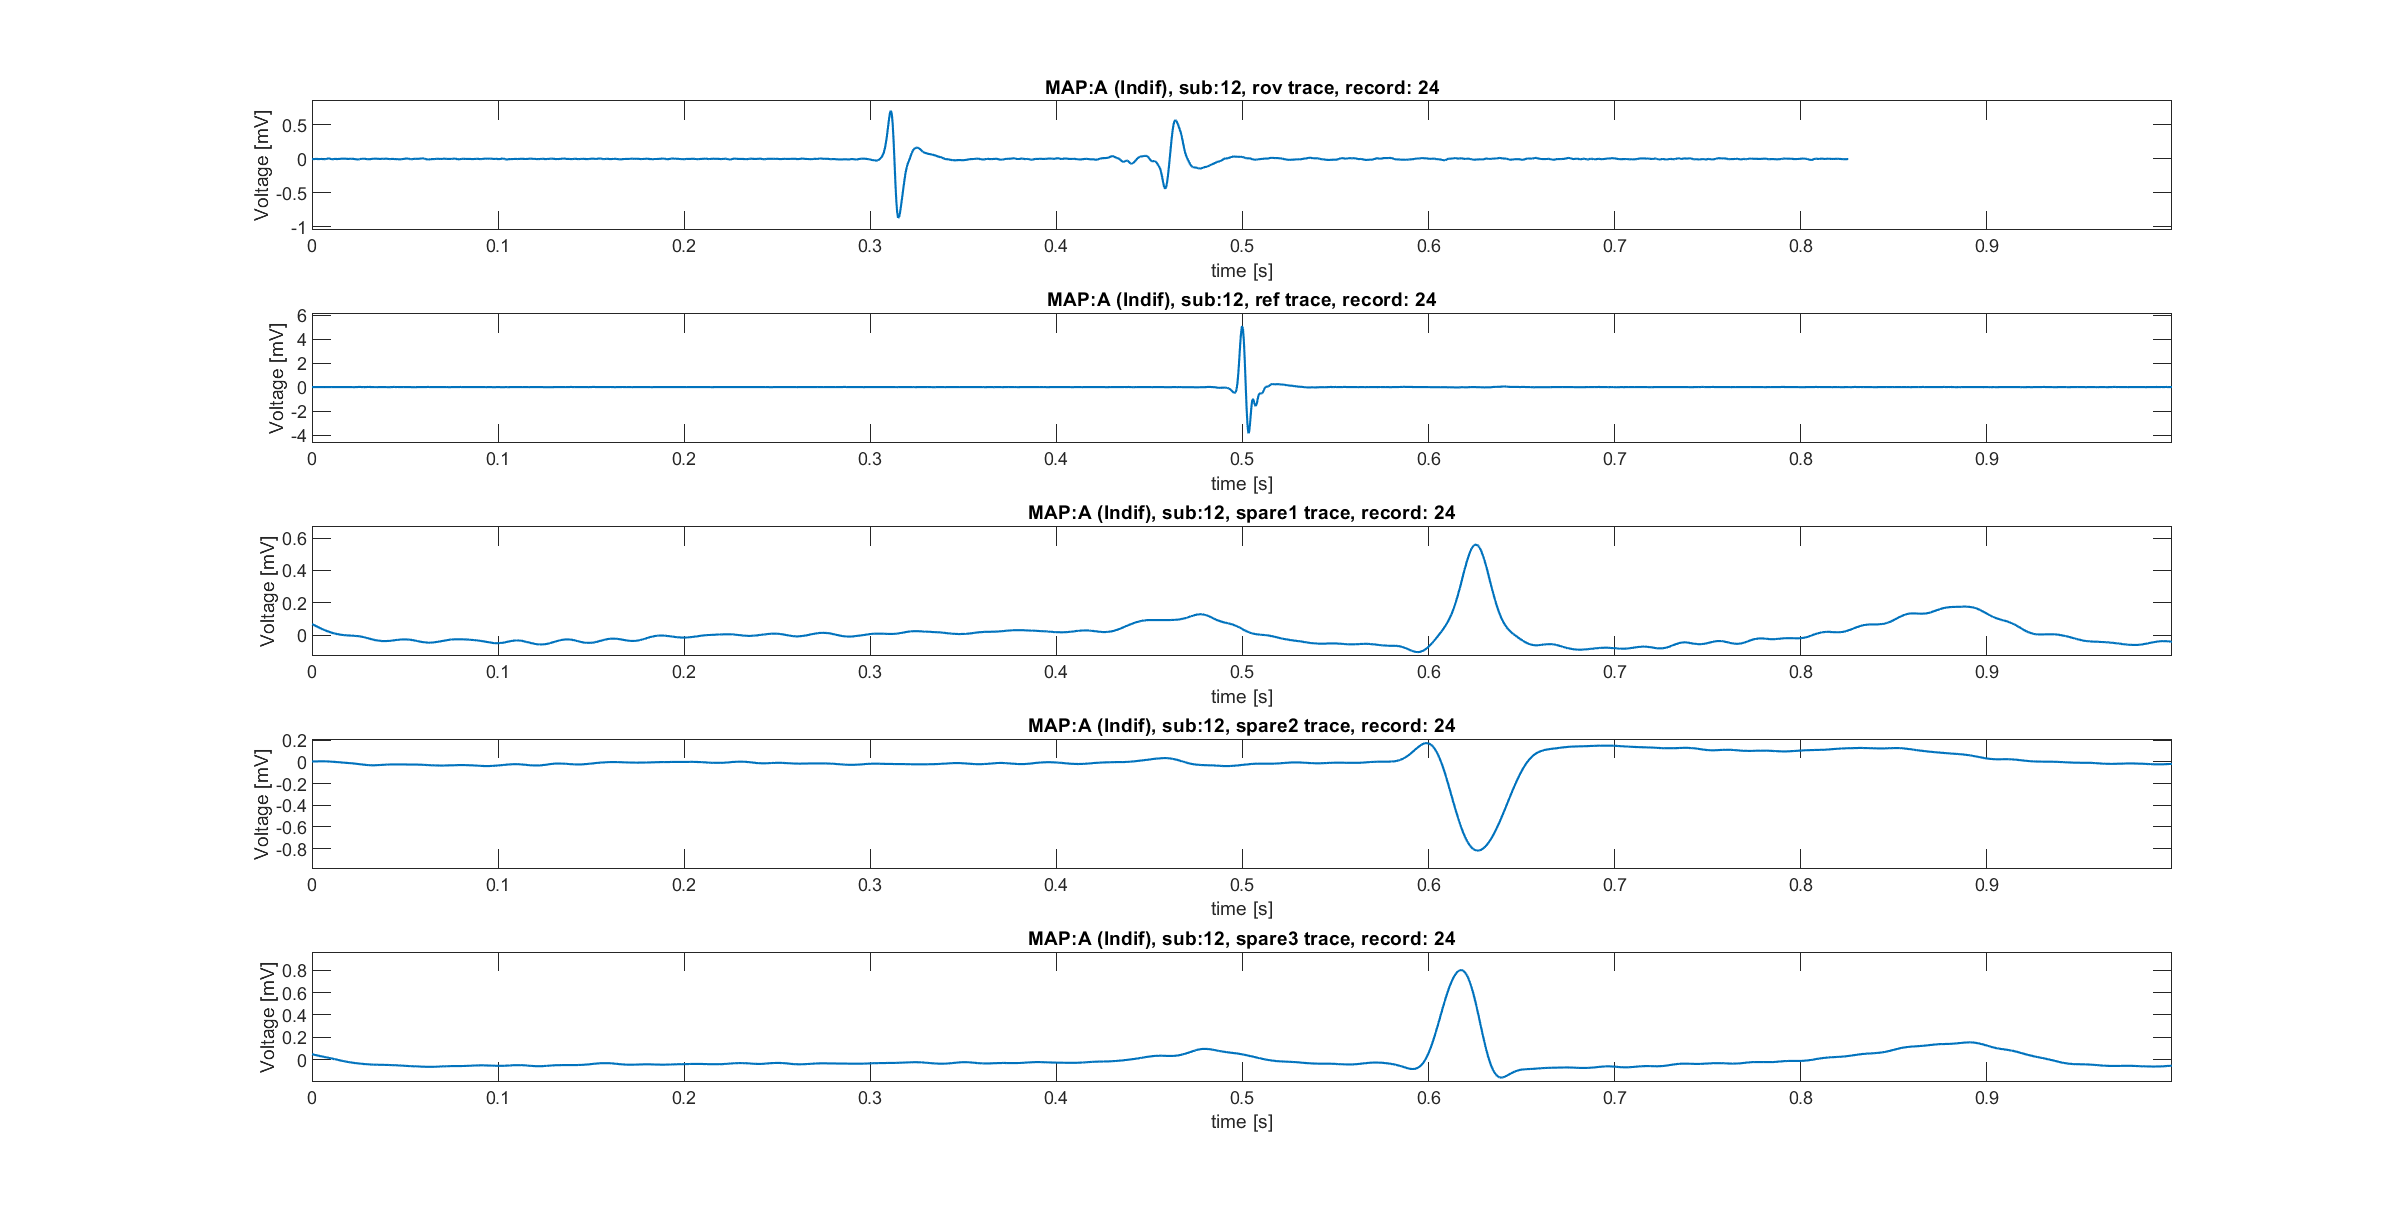 MAP:A (Indif), sub:12, rov trace, record: 24
Voltage [mV]
0.5
0
-0.5
-1
0 0.1 0.2 0.3 0.4 0.5 0.6 0.7 0.8 0.9
time [s]
MAP:A (Indif), sub:12, ref trace, record: 24
Voltage [mV]
6
4
2
0
-2
-4
0 0.1 0.2 0.3 0.4 0.5 0.6 0.7 0.8 0.9
time [s]
MAP:A (Indif), sub:12, spare1 trace, record: 24
Voltage [mV]
0.6
0.4
0.2
0
0 0.1 0.2 0.3 0.4 0.5 0.6 0.7 0.8 0.9
time [s]
MAP:A (Indif), sub:12, spare2 trace, record: 24
Voltage [mV]
0.2
0
-0.2
-0.4
-0.6
-0.8
0 0.1 0.2 0.3 0.4 0.5 0.6 0.7 0.8 0.9
time [s]
MAP:A (Indif), sub:12, spare3 trace, record: 24
Voltage [mV]
0.8
0.6
0.4
0.2
0
0 0.1 0.2 0.3 0.4 0.5 0.6 0.7 0.8 0.9
time [s]